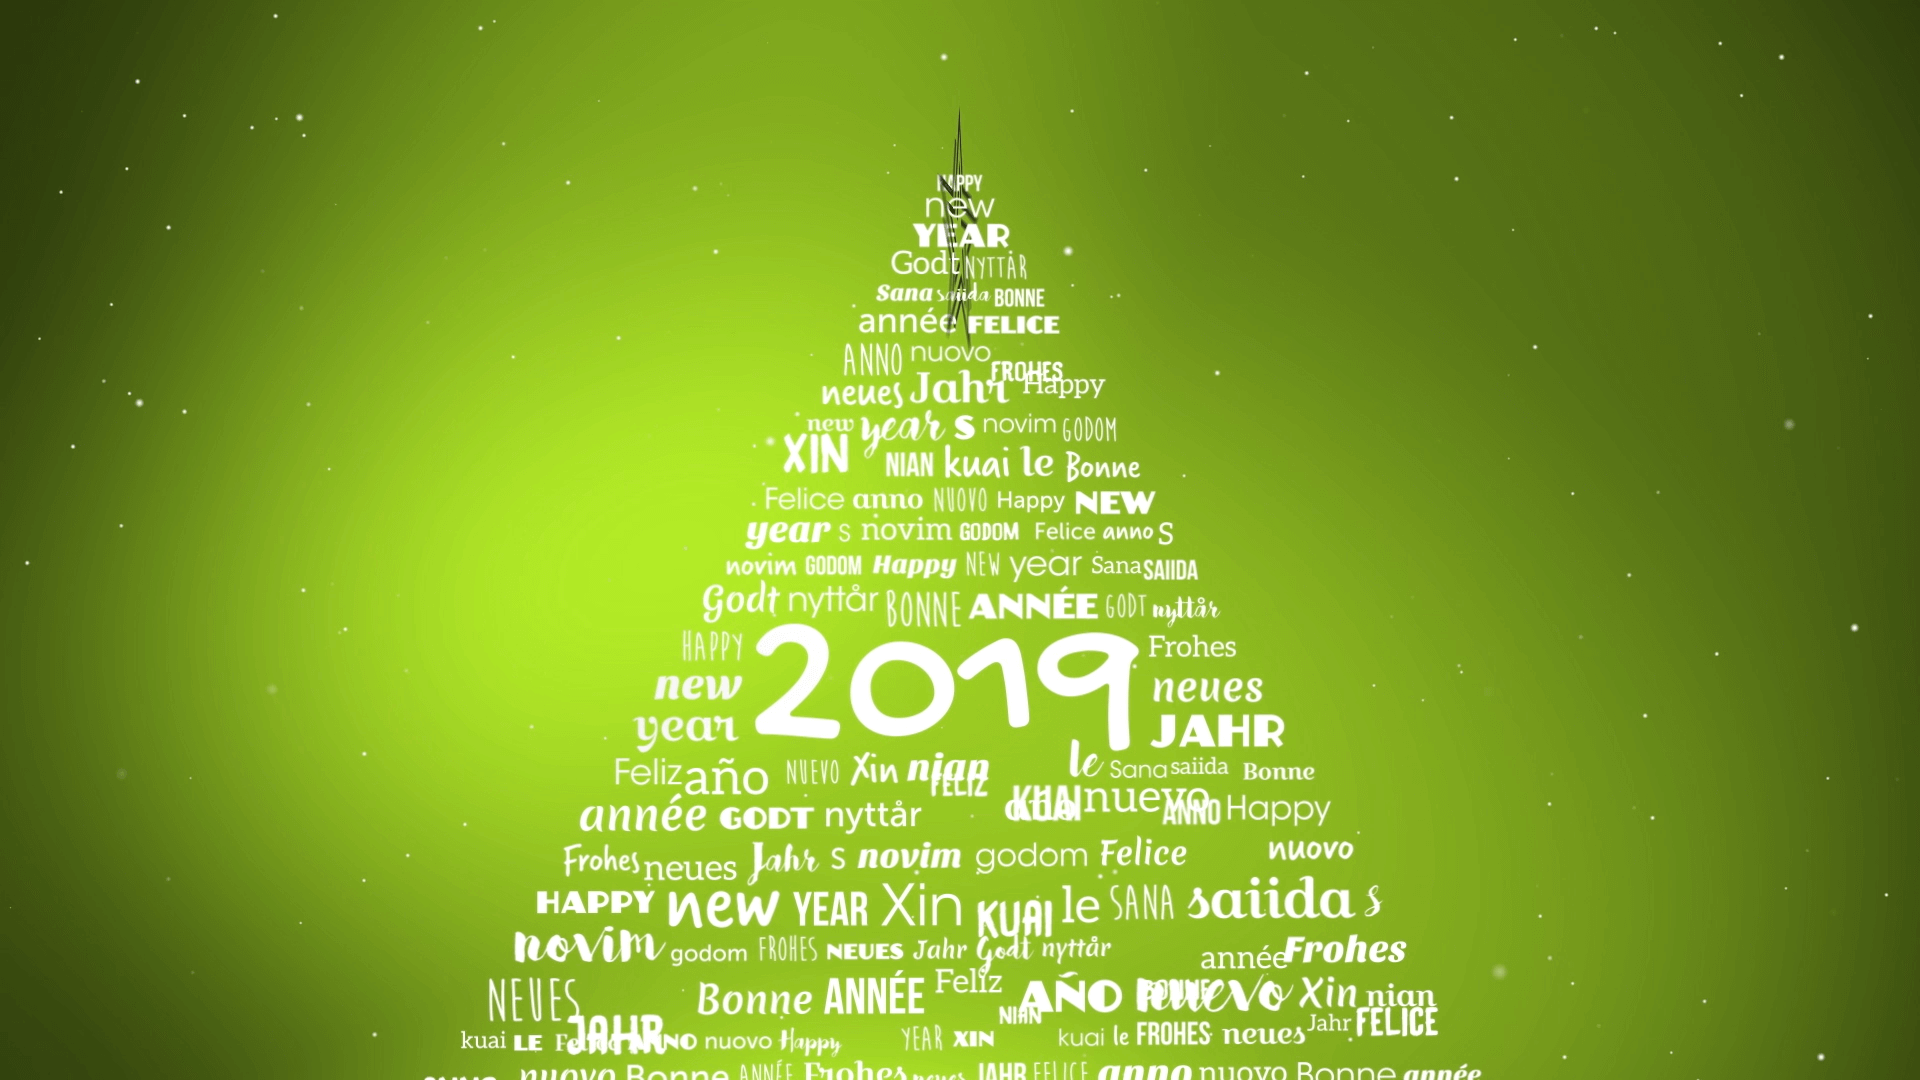 HAPPY
new
YEAR
Godt NYTTÅR
Sana saiida BONNE
année FELICE
ANNO nuovo FROHES
neues Jahr Happy
new year s novim GODOM
XIN NIAN kuai le Bonne
Felice anno NUOVO Happy NEW
year s novim GODOM Felice anno S
novim GODOM Happy NEW year Sana SAIIDA
Godt nyttår BONNE ANNÉE GODT nyttår
HAPPY 2019 Frohes
new neues
year JAHR
Feliz año NUEVO Xin nian FELIZ le Sana saiida Bonne
année GODT nyttår KUAI nuevo ANNO Happy
Frohes neues Jahr S novim godom Felice nuovo
HAPPY new YEAR Xin KUAI le SANA saiida s
novim godom FROHES NEUES Jahr Godt nyttår année Frohes
NEUES Bonne ANNÉE Feliz AÑO nuevo BONNE Xin nian
kuai LE Felice JAHR ANNO nuovo Happy YEAR XIN NIAN kuai le FROHES neues Jahr FELICE
nuovo Bonne ANNÉE Frohes neues JAHR FELICE anno nuovo Bonne année